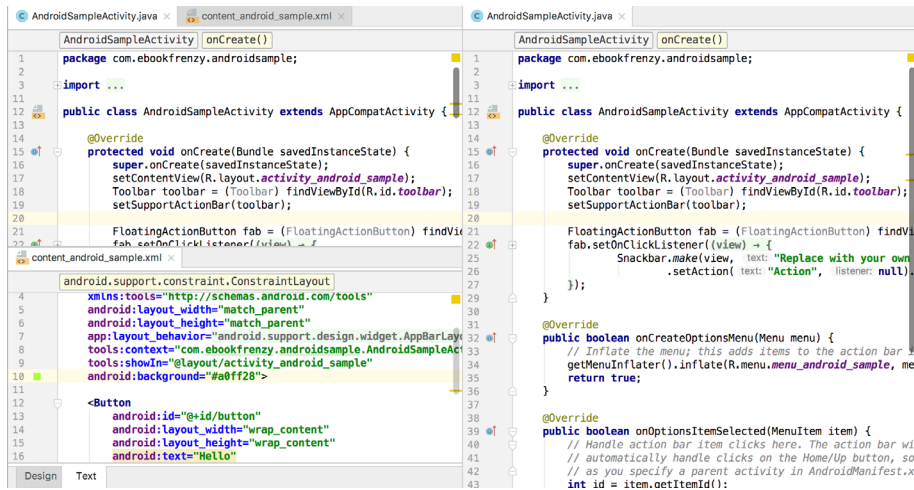 AndroidSampleActivity.java × content_android_sample.xml ×
AndroidSampleActivity onCreate()
1 package com.ebookfrenzy.androidsample;
2
3 import ...
11
12 public class AndroidSampleActivity extends AppCompatActivity {
13
14 @Override
15 protected void onCreate(Bundle savedInstanceState) {
16 super.onCreate(savedInstanceState);
17 setContentView(R.layout.activity_android_sample);
18 Toolbar toolbar = (Toolbar) findViewById(R.id.toolbar);
19 setSupportActionBar(toolbar);
20
21 FloatingActionButton fab = (FloatingActionButton) findVie
22 fab.setOnClickListener((view) → {
content_android_sample.xml ×
android.support.constraint.ConstraintLayout
4 xmlns:tools="http://schemas.android.com/tools"
5 android:layout_width="match_parent"
6 android:layout_height="match_parent"
7 app:layout_behavior="android.support.design.widget.AppBarLayo
8 tools:context="com.ebookfrenzy.androidsample.AndroidSampleAct
9 tools:showIn="@layout/activity_android_sample"
10 android:background="#a0ff28">
11
12 <Button
13 android:id="@+id/button"
14 android:layout_width="wrap_content"
15 android:layout_height="wrap_content"
16 android:text="Hello"
Design Text
AndroidSampleActivity.java ×
AndroidSampleActivity onCreate()
1 package com.ebookfrenzy.androidsample;
2
3 import ...
11
12 public class AndroidSampleActivity extends AppCompatActivity {
13
14 @Override
15 protected void onCreate(Bundle savedInstanceState) {
16 super.onCreate(savedInstanceState);
17 setContentView(R.layout.activity_android_sample);
18 Toolbar toolbar = (Toolbar) findViewById(R.id.toolbar);
19 setSupportActionBar(toolbar);
20
21 FloatingActionButton fab = (FloatingActionButton) findVi
22 fab.setOnClickListener((view) → {
25 Snackbar.make(view, text: "Replace with your own
26 .setAction( text: "Action", listener: null).
27 });
29 }
30
31 @Override
32 public boolean onCreateOptionsMenu(Menu menu) {
33 // Inflate the menu; this adds items to the action bar i
34 getMenuInflater().inflate(R.menu.menu_android_sample, me
35 return true;
36 }
37
38 @Override
39 public boolean onOptionsItemSelected(MenuItem item) {
40 // Handle action bar item clicks here. The action bar wi
41 // automatically handle clicks on the Home/Up button, so
42 // as you specify a parent activity in AndroidManifest.x
43 int id = item.getItemId();